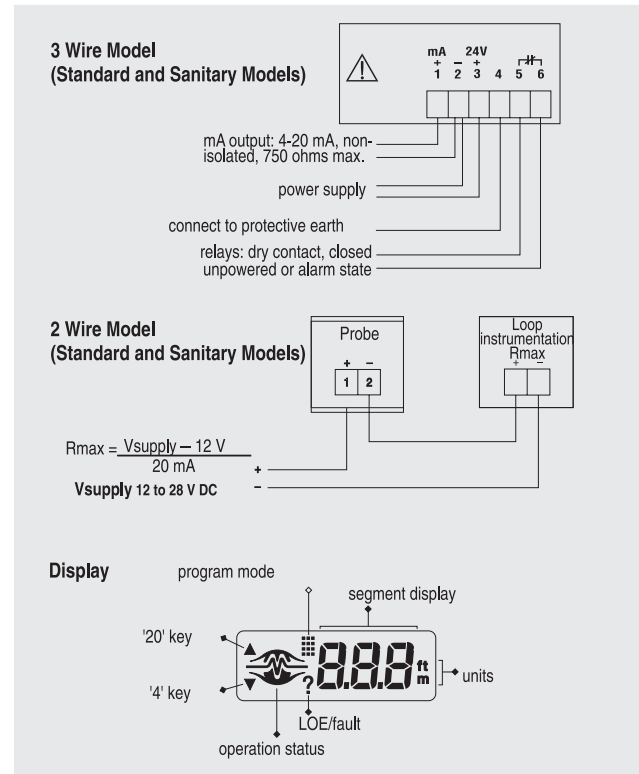 3 Wire Model
(Standard and Sanitary Models)
mA 24V
+ – +
1 2 3 4 5 6
mA output: 4-20 mA, non-
isolated, 750 ohms max.
power supply
connect to protective earth
relays: dry contact, closed
unpowered or alarm state
2 Wire Model
(Standard and Sanitary Models)
Probe
+ –
1 2
Loop
instrumentation
Rmax
+ –
Rmax = Vsupply – 12 V
20 mA
+
Vsupply 12 to 28 V DC –
Display
program mode
segment display
'20' key
8.8.8 ft
m
units
'4' key
?
LOE/fault
operation status